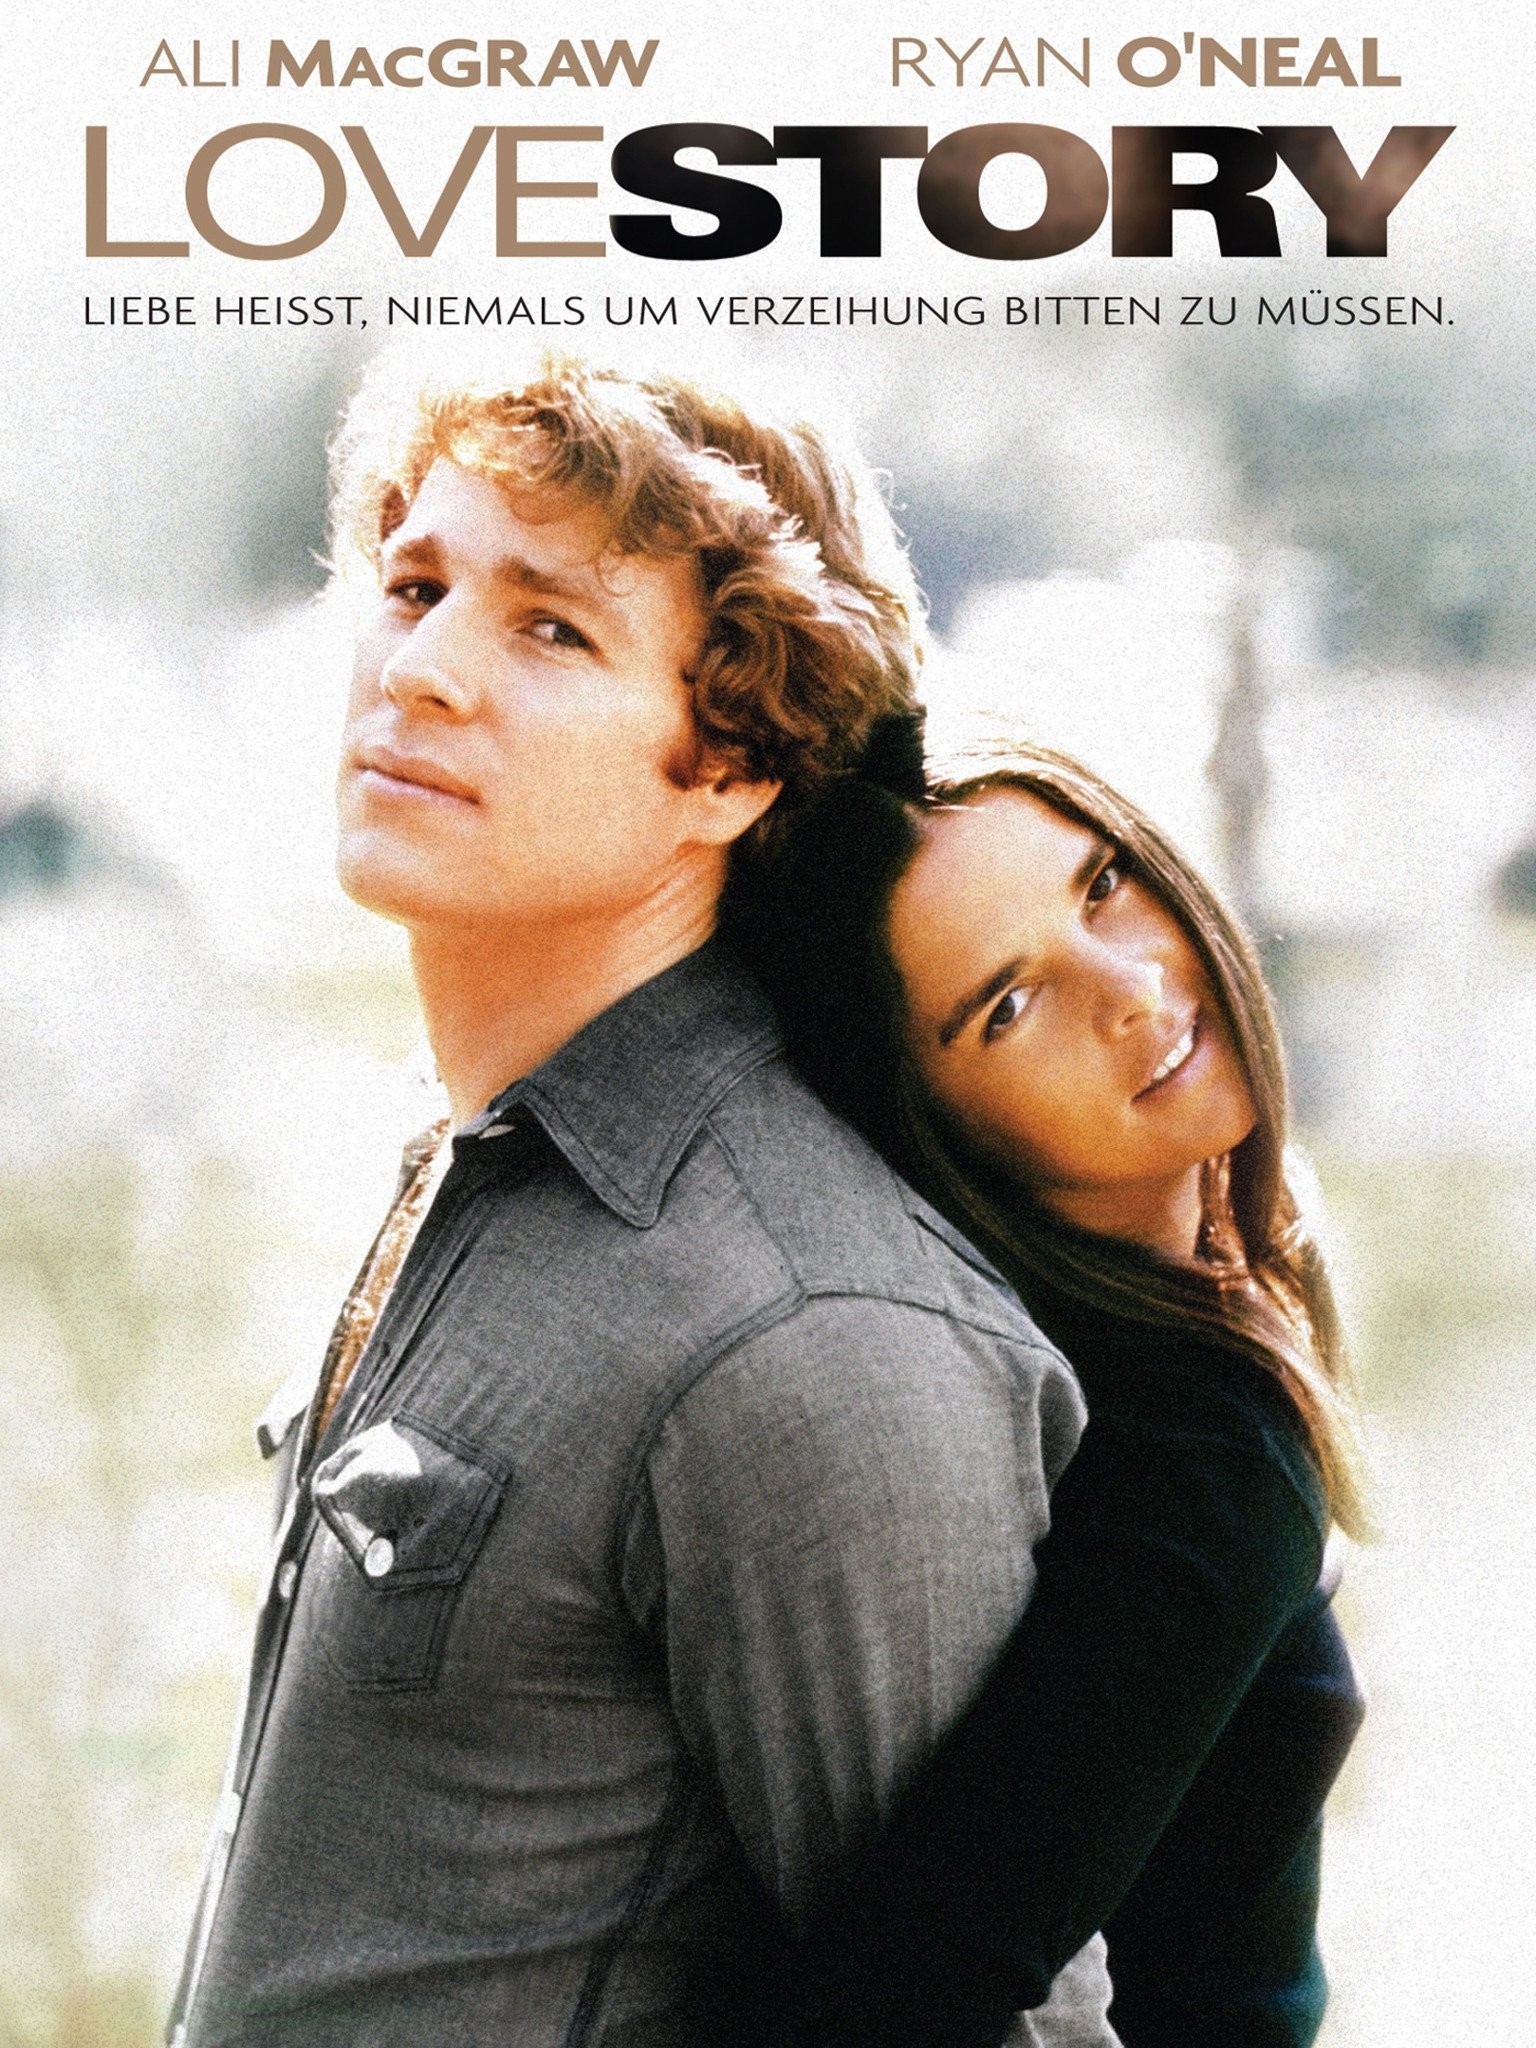 ALI MACGRAW RYAN O'NEAL
LOVESTORY
LIEBE HEISST, NIEMALS UM VERZEIHUNG BITTEN ZU MÜSSEN.